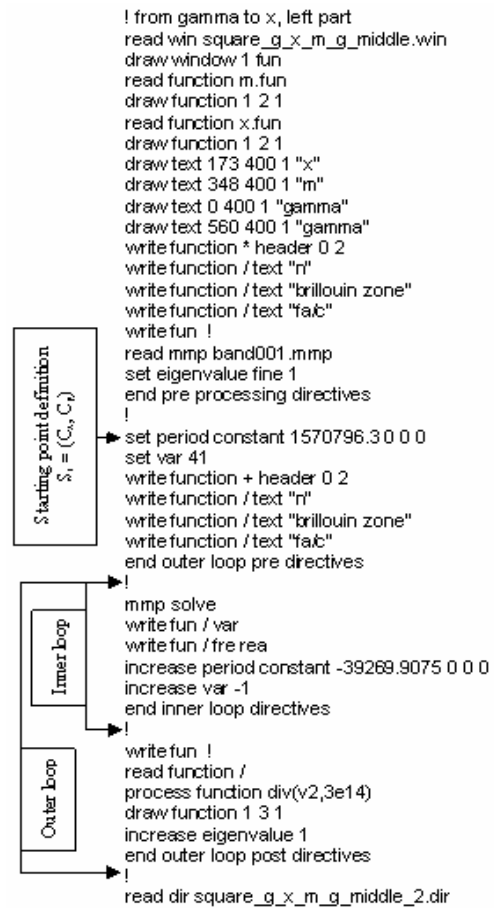 ! from gamma to x, left part
read win square_g_x_m_g_middle.win
draw window 1 fun
read function m.fun
draw function 1 2 1
read function x.fun
draw function 1 2 1
draw text 173 400 1 "x"
draw text 348 400 1 "m"
draw text 0 400 1 "gamma"
draw text 560 400 1 "gamma"
write function * header 0 2
write function / text "n"
write function / text "brillouin zone"
write function / text "fa/c"
write fun !
read mmp band001.mmp
set eigenvalue fine 1
end pre processing directives
!
Starting point definition
S₁ = (Cₓ, Cᵧ)
set period constant 1570796.3 0 0 0
set var 41
write function + header 0 2
write function / text "n"
write function / text "brillouin zone"
write function / text "fa/c"
end outer loop pre directives
!
Inner loop
mmp solve
write fun / var
write fun / fre rea
increase period constant -39269.9075 0 0 0
increase var -1
end inner loop directives
!
Outer loop
write fun !
read function /
process function div(v2,3e14)
draw function 1 3 1
increase eigenvalue 1
end outer loop post directives
!
read dir square_g_x_m_g_middle_2.dir